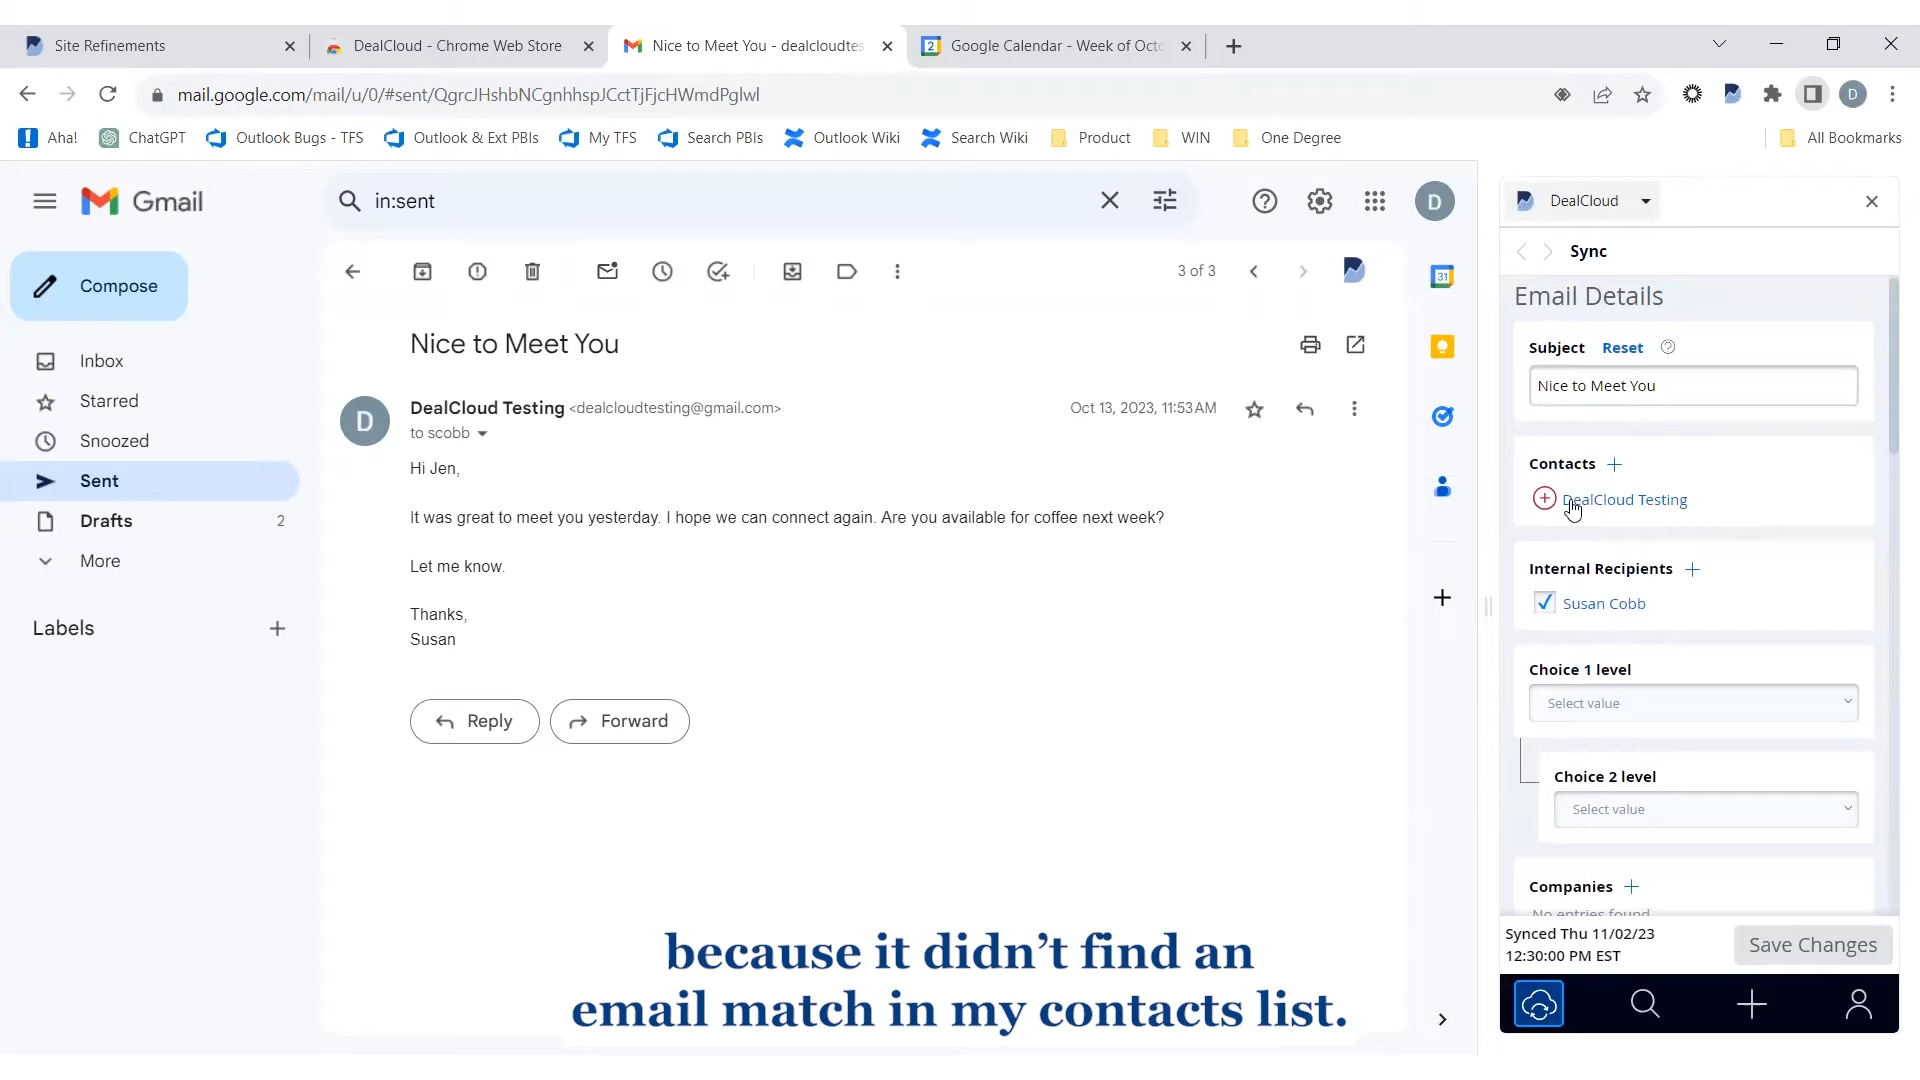 Site Refinements
DealCloud - Chrome Web Store
Nice to Meet You - dealcloudtes
Google Calendar - Week of Octo
mail.google.com/mail/u/0/#sent/QgrcJHshbNCgnhhspJCctTjFjcHWmdPglwl
D
Aha!
ChatGPT
Outlook Bugs - TFS
Outlook & Ext PBIs
My TFS
Search PBIs
Outlook Wiki
Search Wiki
Product
WIN
One Degree
All Bookmarks
Gmail
in:sent
D
DealCloud
Sync
Compose
3 of 3
31
Inbox
Starred
Snoozed
Sent
Drafts 2
More
Labels
Nice to Meet You
D
DealCloud Testing <dealcloudtesting@gmail.com>
Oct 13, 2023, 11:53 AM
to scobb
Hi Jen,
It was great to meet you yesterday. I hope we can connect again. Are you available for coffee next week?
Let me know.
Thanks,
Susan
Reply
Forward
Email Details
Subject Reset
Nice to Meet You
Contacts
DealCloud Testing
Internal Recipients
Susan Cobb
Choice 1 level
Select value
Choice 2 level
Select value
Companies
No entries found
Synced Thu 11/02/23
12:30:00 PM EST
Save Changes
because it didn't find an
email match in my contacts list.